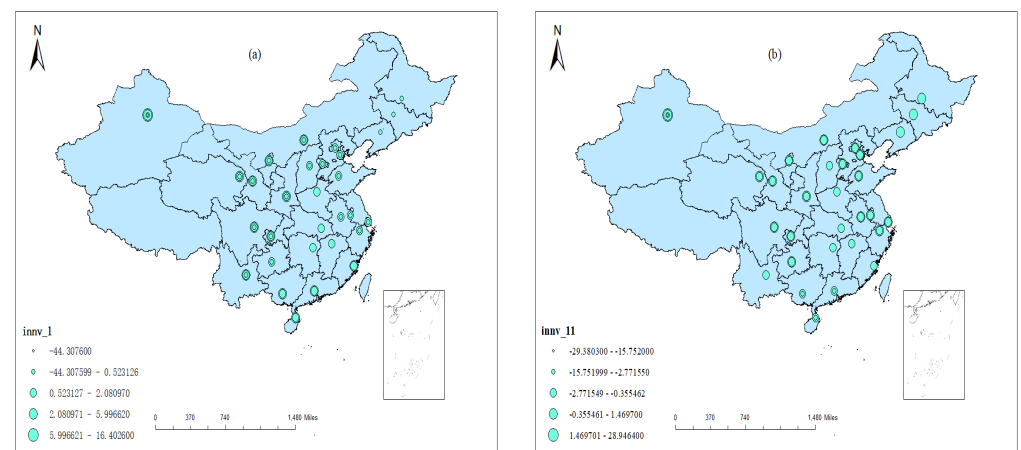 N
(a)
innv_1
-44.307600
-44.307599 - 0.523126
0.523127 - 2.080970
2.080971 - 5.996620
5.996621 - 16.402600
0 370 740 1,480 Miles
N
(b)
innv_11
-29.380300 - -15.752000
-15.751999 - -2.771550
-2.771549 - -0.355462
-0.355461 - 1.469700
1.469701 - 28.946400
0 370 740 1,480 Miles